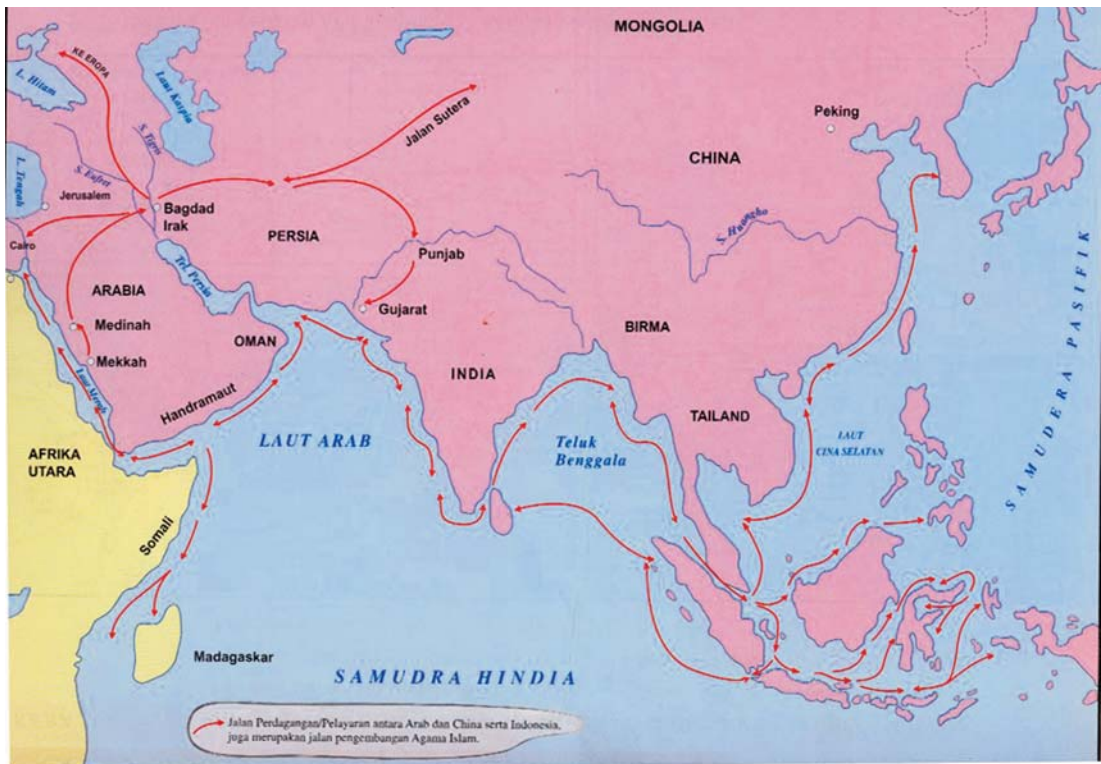 MONGOLIA
KE EROPA
L. Hitam
Laut Kaspia
Jalan Sutera
Peking
CHINA
S. Tigris
S. Eufret
L. Tengah
Jerusalem
Bagdad
Irak
PERSIA
S. Huangho
Cairo
Punjab
Tel. Persia
ARABIA
Gujarat
Medinah
BIRMA
OMAN
Mekkah
INDIA
Laut Merah
Handramaut
TAILAND
LAUT ARAB
Teluk
Benggala
LAUT
CINA SELATAN
SAMUDERA PASIFIK
AFRIKA
UTARA
Somali
Madagaskar
SAMUDRA HINDIA
Jalan Perdagangan/Pelayaran antara Arab dan China serta Indonesia,
juga merupakan jalan pengembangan Agama Islam.